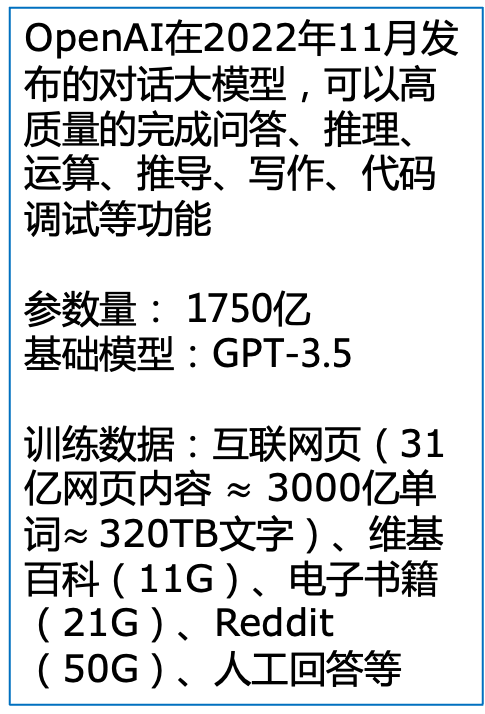 OpenAI在2022年11月发
布的对话大模型，可以高
质量的完成问答、推理、
运算、推导、写作、代码
调试等功能
参数量： 1750亿
基础模型：GPT-3.5
训练数据：互联网页（31
亿网页内容 ≈ 3000亿单
词≈ 320TB文字）、维基
百科（11G）、电子书籍
（21G）、Reddit
（50G）、人工回答等